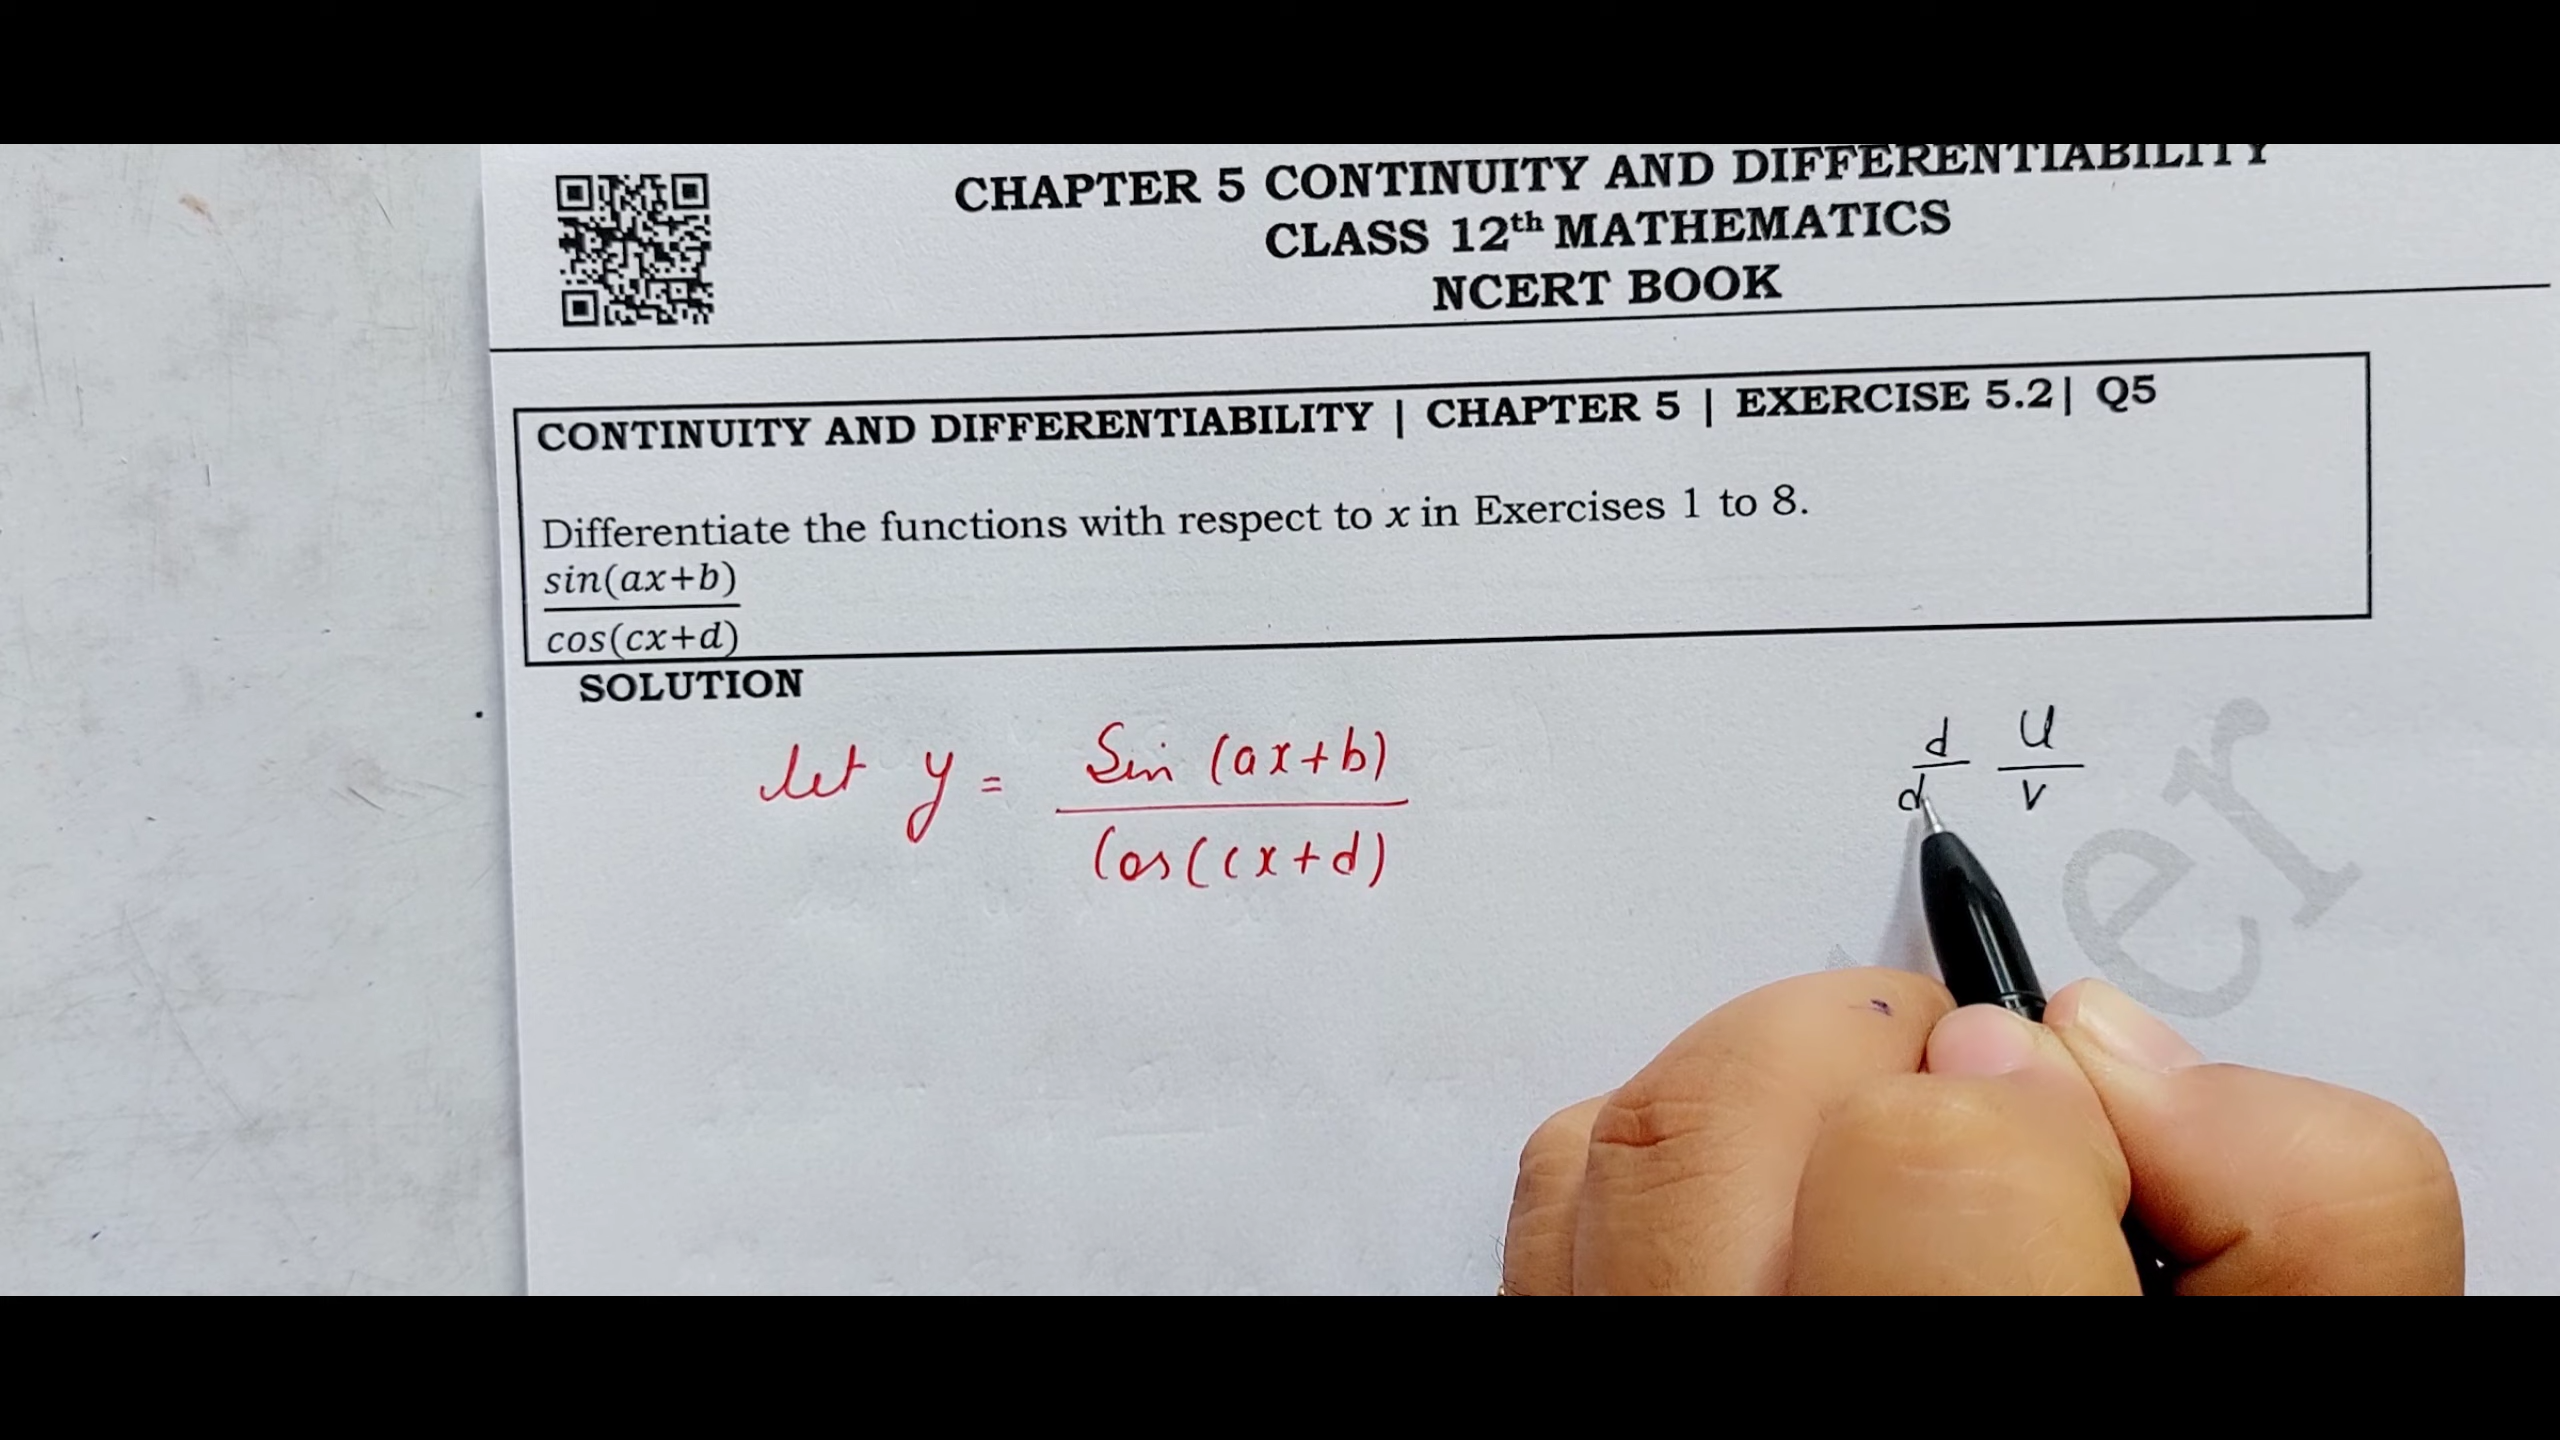 CHAPTER 5 CONTINUITY AND DIFFERENTIABILITY
CLASS 12th MATHEMATICS
NCERT BOOK
CONTINUITY AND DIFFERENTIABILITY | CHAPTER 5 | EXERCISE 5.2| Q5
Differentiate the functions with respect to x in Exercises 1 to 8.
sin(ax+b)
cos(cx+d)
SOLUTION
let y = Sin (ax+b)
Cos(cx+d)
d U
d v
er